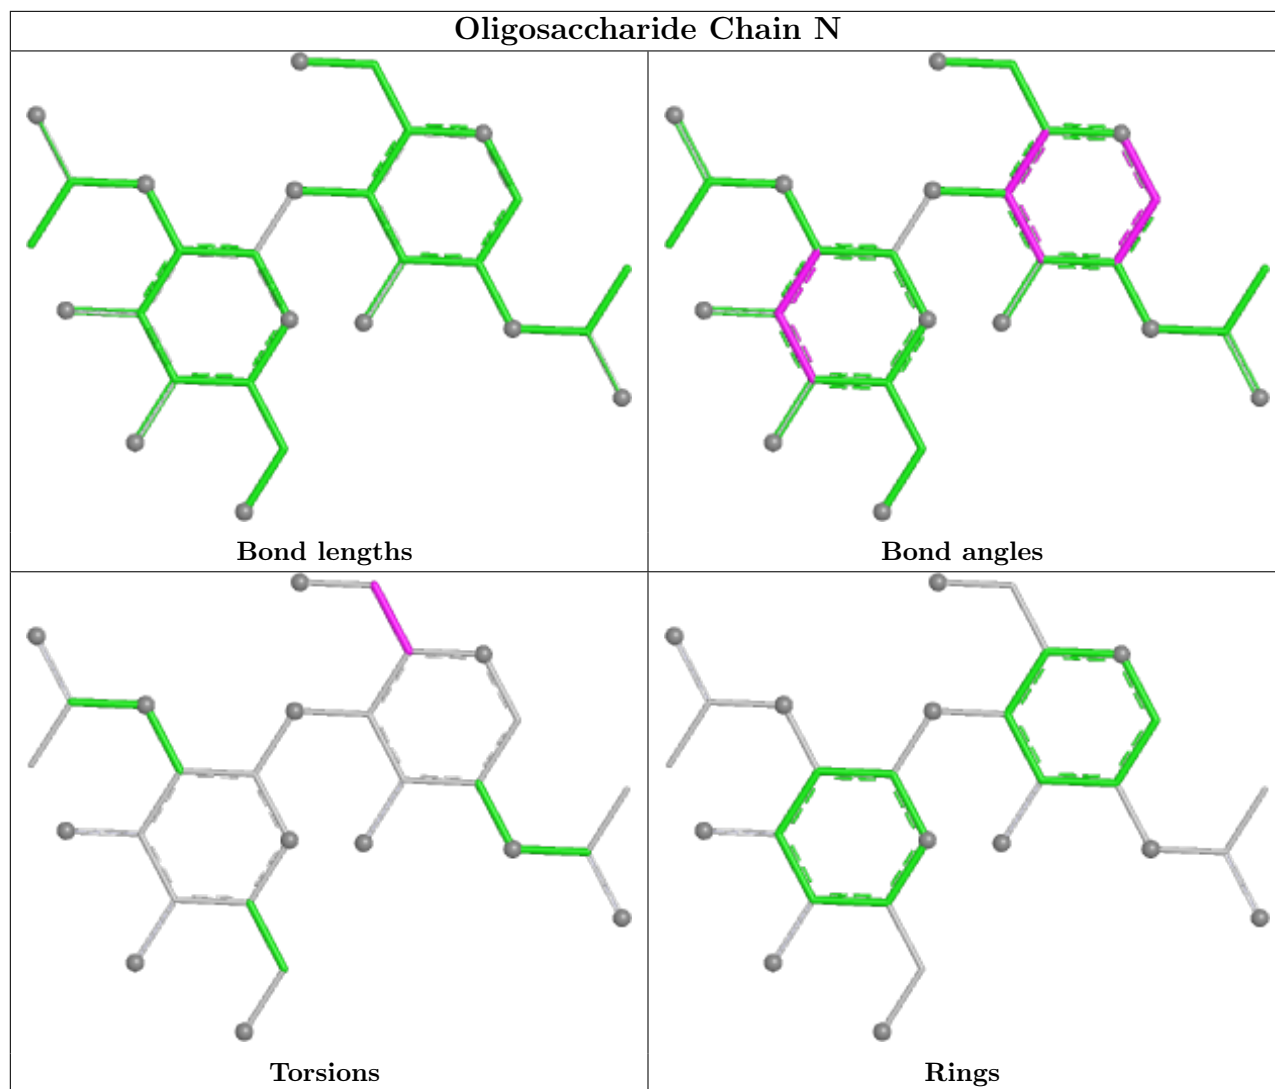 Oligosaccharide Chain N
Bond lengths
Bond angles
Torsions
Rings